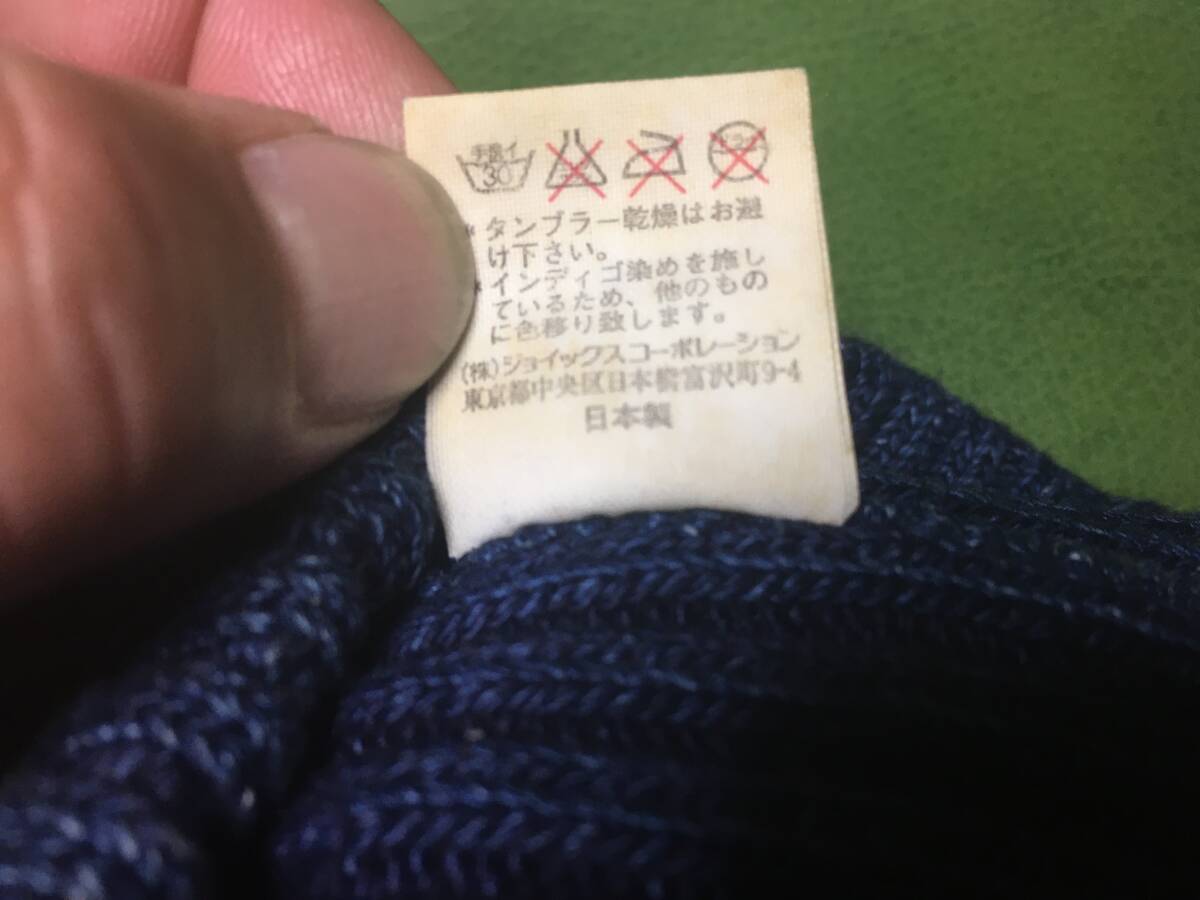 手洗イ
30
*タンブラー乾燥はお避
け下さい。
*インディゴ染めを施し
ているため、他のもの
に色移り致します。
(株)ジョイックスコーポレーション
東京都中央区日本橋富沢町9-4
日本製